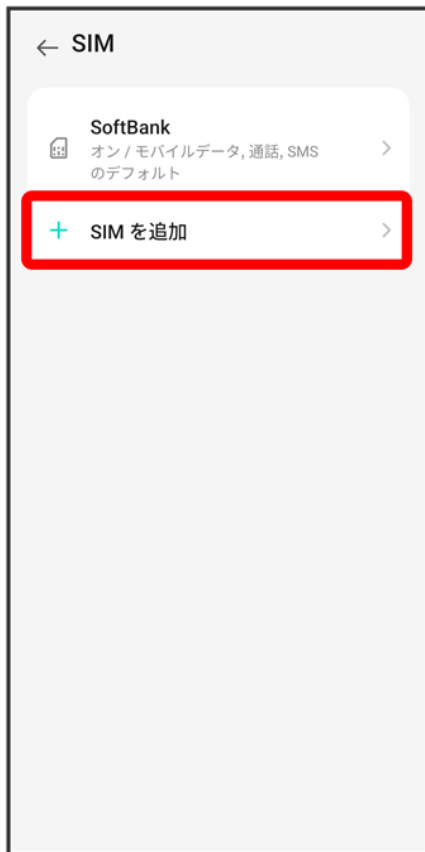 SIM
SoftBank
オン / モバイルデータ, 通話, SMS
のデフォルト
SIM を追加